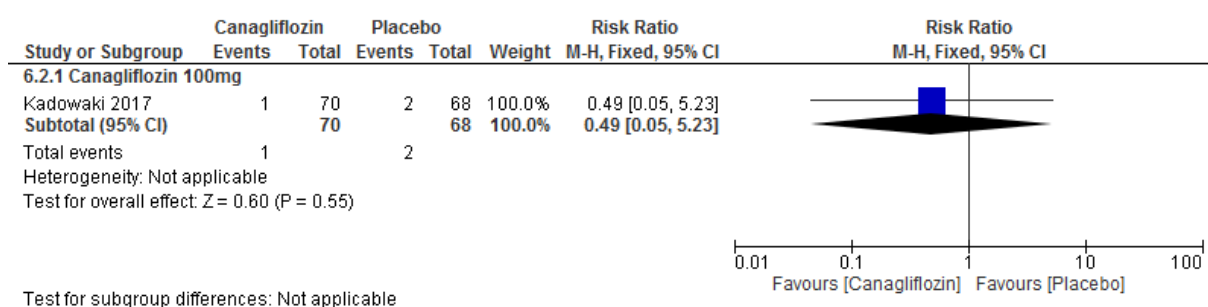 Canagliflozin Placebo Risk Ratio Risk Ratio
Study or Subgroup Events Total Events Total Weight M-H, Fixed, 95% CI M-H, Fixed, 95% CI
6.2.1 Canagliflozin 100mg
Kadowaki 2017 1 70 2 68 100.0% 0.49 [0.05, 5.23]
Subtotal (95% CI) 70 68 100.0% 0.49 [0.05, 5.23]
Total events 1 2
Heterogeneity: Not applicable
Test for overall effect: Z = 0.60 (P = 0.55)
0.01 0.1 1 10 100
Favours [Canagliflozin] Favours [Placebo]
Test for subgroup differences: Not applicable